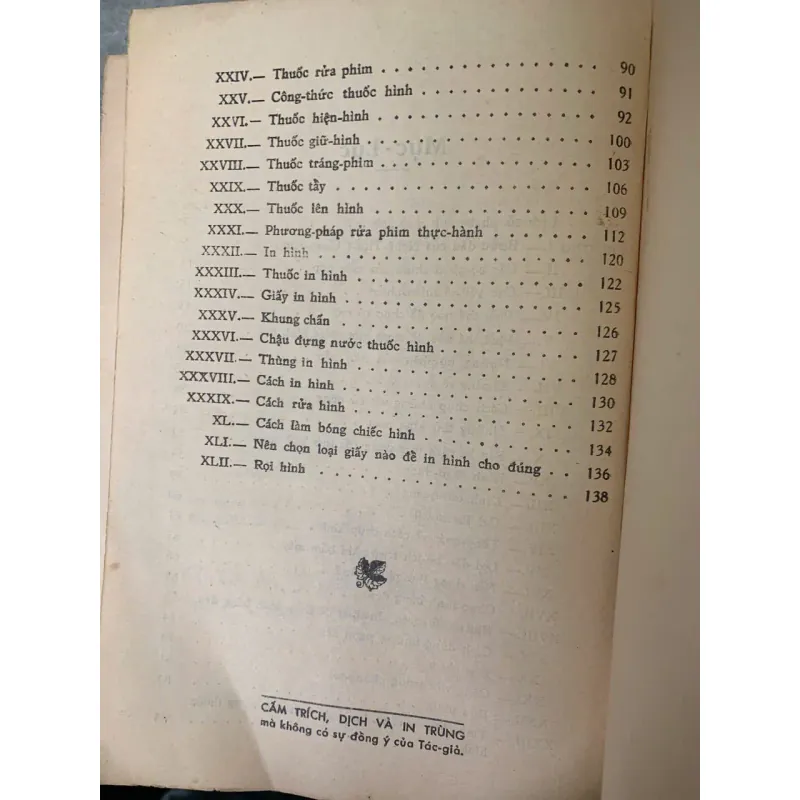 XXIV.— Thuốc rửa phim . . . . . . . . . . 90
XXV.— Công-thức thuốc hình . . . . . . . . 91
XXVI.— Thuốc hiện-hình . . . . . . . . . . 92
XXVII.— Thuốc giữ-hình . . . . . . . . . . 100
XXVIII.— Thuốc tráng-phim . . . . . . . . . . 103
XXIX.— Thuốc tẩy . . . . . . . . . . . 106
XXX.— Thuốc lên hình . . . . . . . . . . 109
XXXI.— Phương-pháp rửa phim thực-hành . . . . . 112
XXXII.— In hình . . . . . . . . . . . . 120
XXXIII.— Thuốc in hình . . . . . . . . . . 122
XXXIV.— Giấy in hình . . . . . . . . . . 125
XXXV.— Khung chắn . . . . . . . . . . . 126
XXXVI.— Chậu đựng nước thuốc hình . . . . . . . 127
XXXVII.— Thùng in hình . . . . . . . . . . 128
XXXVIII.— Cách in hình . . . . . . . . . . 130
XXXIX.— Cách rửa hình . . . . . . . . . . 132
XL.— Cách làm bóng chiếc hình . . . . . . . 134
XLI.— Nên chọn loại giấy nào để in hình cho đúng . . 136
XLII.— Rọi hình . . . . . . . . . . . 138
CẤM TRÍCH, DỊCH VÀ IN TRÙNG
mà không có sự đồng ý của Tác-giả.